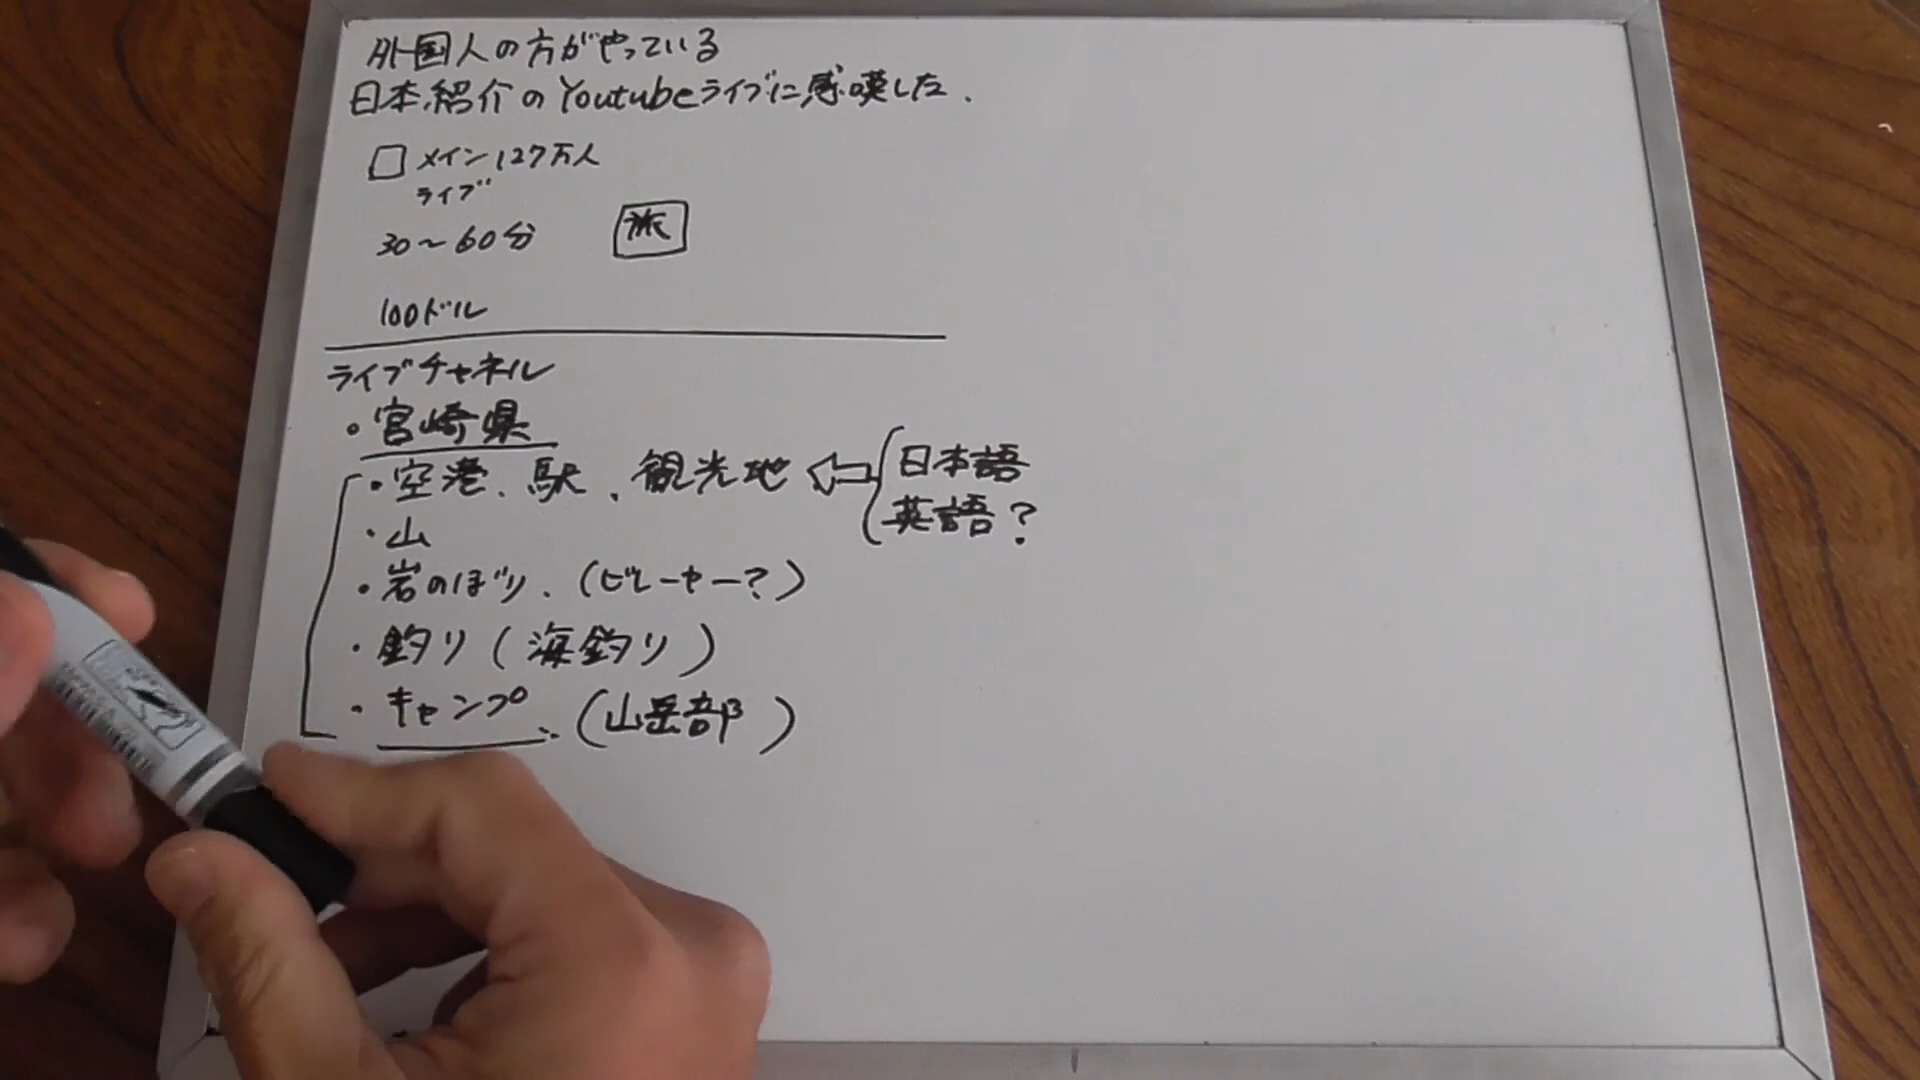 外国人の方がやっている
日本紹介のYoutubeライブに感嘆した.
メイン127万人
ライブ
30〜60分
旅
100ドル
ライブチャネル
・宮崎県
・空港、駅、観光地 ⇦ 日本語
英語?
・山
・岩のぼり、(ビレーヤー?)
・釣り(海釣り)
・キャンプ、(山岳部)